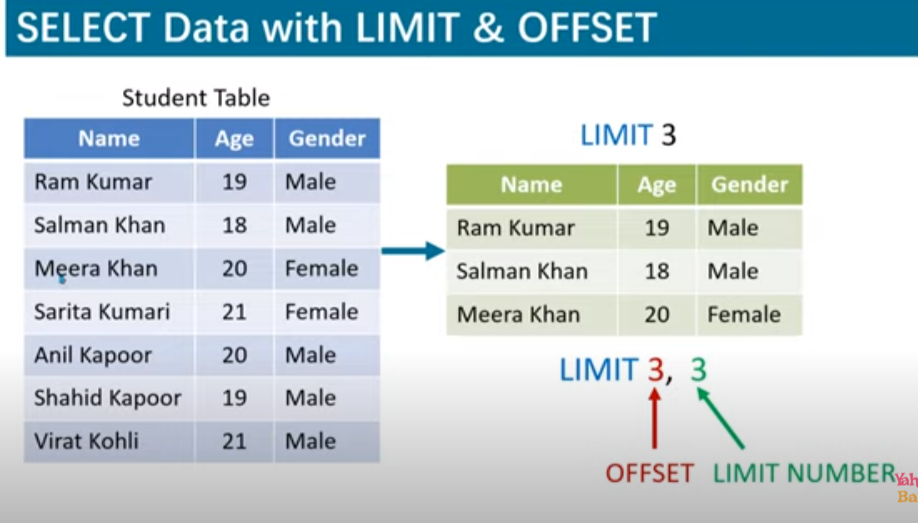 SELECT Data with LIMIT & OFFSET
Student Table
Name Age Gender
Ram Kumar 19 Male
Salman Khan 18 Male
Meera Khan 20 Female
Sarita Kumari 21 Female
Anil Kapoor 20 Male
Shahid Kapoor 19 Male
Virat Kohli 21 Male
LIMIT 3
Name Age Gender
Ram Kumar 19 Male
Salman Khan 18 Male
Meera Khan 20 Female
LIMIT 3, 3
OFFSET LIMIT NUMBER
Yah
Ba